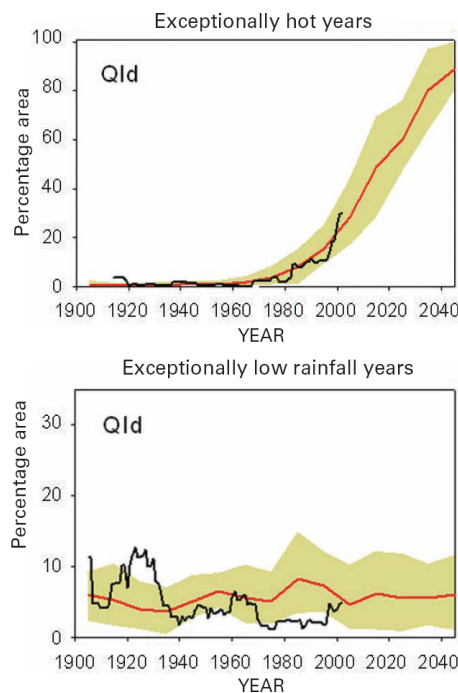 Exceptionally hot years
100
80
60
40
20
0
Qld
Percentage area
1900 1920 1940 1960 1980 2000 2020 2040
YEAR
Exceptionally low rainfall years
30
20
10
0
Qld
Percentage area
1900 1920 1940 1960 1980 2000 2020 2040
YEAR